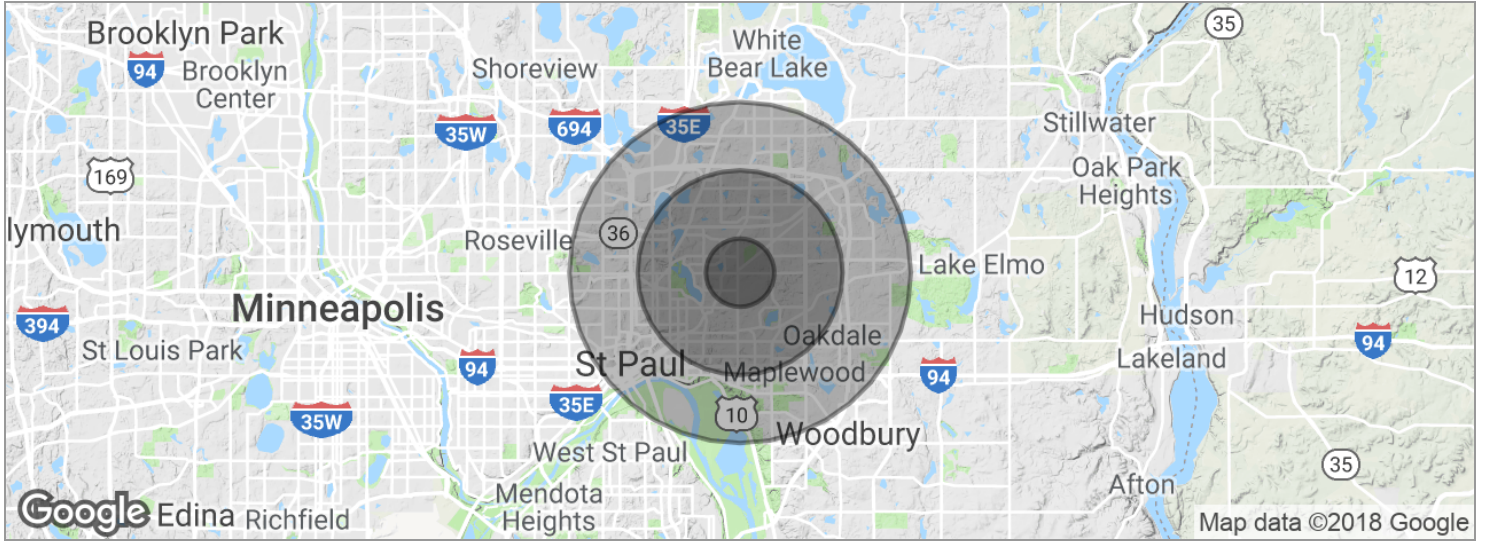 35
Brooklyn Park
White
Bear Lake
94
Brooklyn
Center
Shoreview
35W
694
35E
Stillwater
169
Oak Park
Heights
lymouth
Roseville
36
Lake Elmo
12
Minneapolis
394
Hudson
St Louis Park
Oakdale
94
Lakeland
94
St Paul
Maplewood
94
35W
35E
10
Woodbury
West St Paul
35
Mendota
Heights
Afton
Google
Edina
Richfield
Map data ©2018 Google